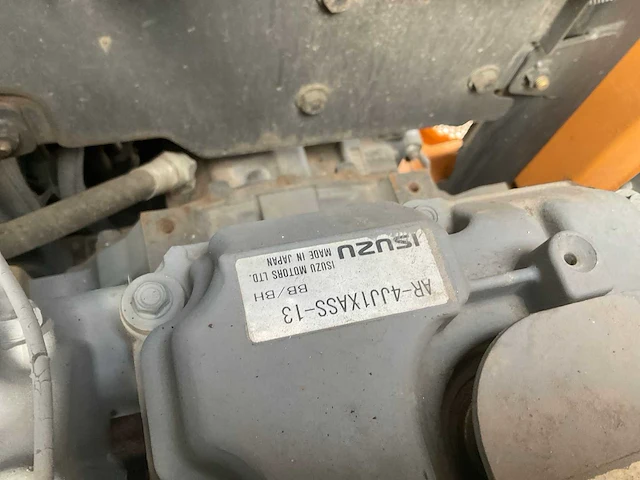 AR-4JJ1XASS-13
BB/BH
ISUZU
ISUZU MOTORS LTD.
MADE IN JAPAN